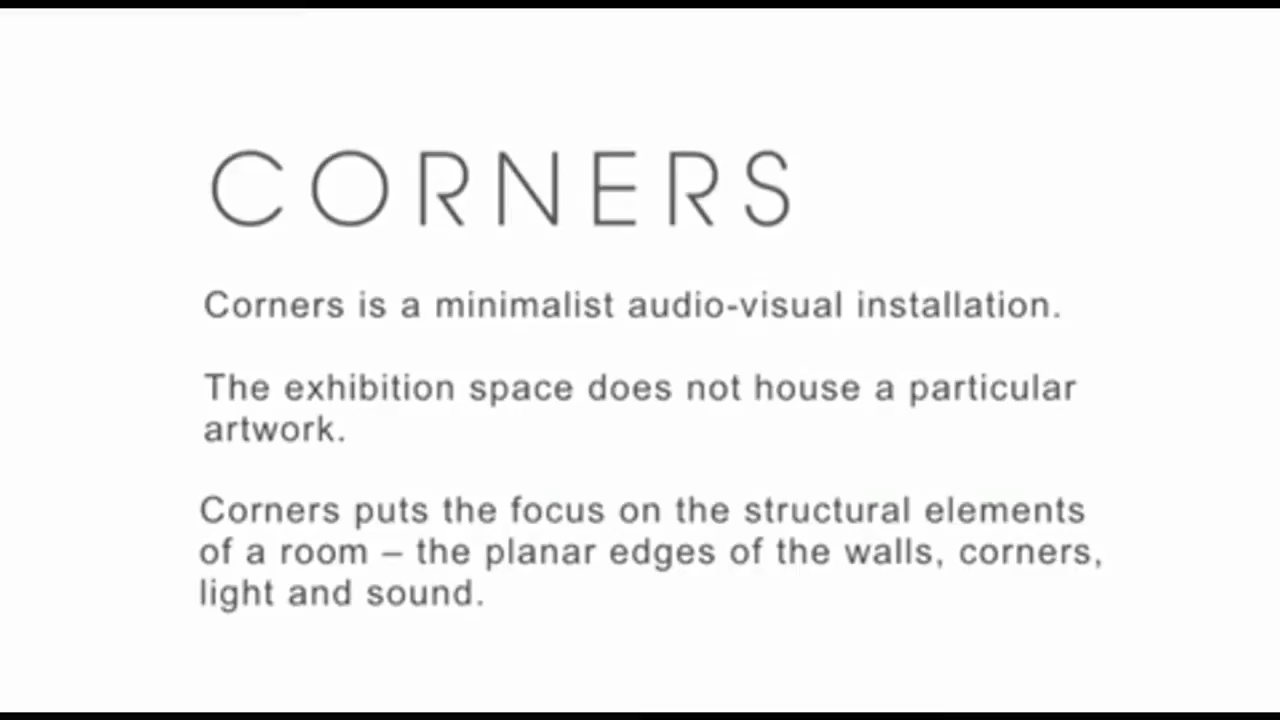 CORNERS
Corners is a minimalist audio-visual installation.
The exhibition space does not house a particular
artwork.
Corners puts the focus on the structural elements
of a room – the planar edges of the walls, corners,
light and sound.